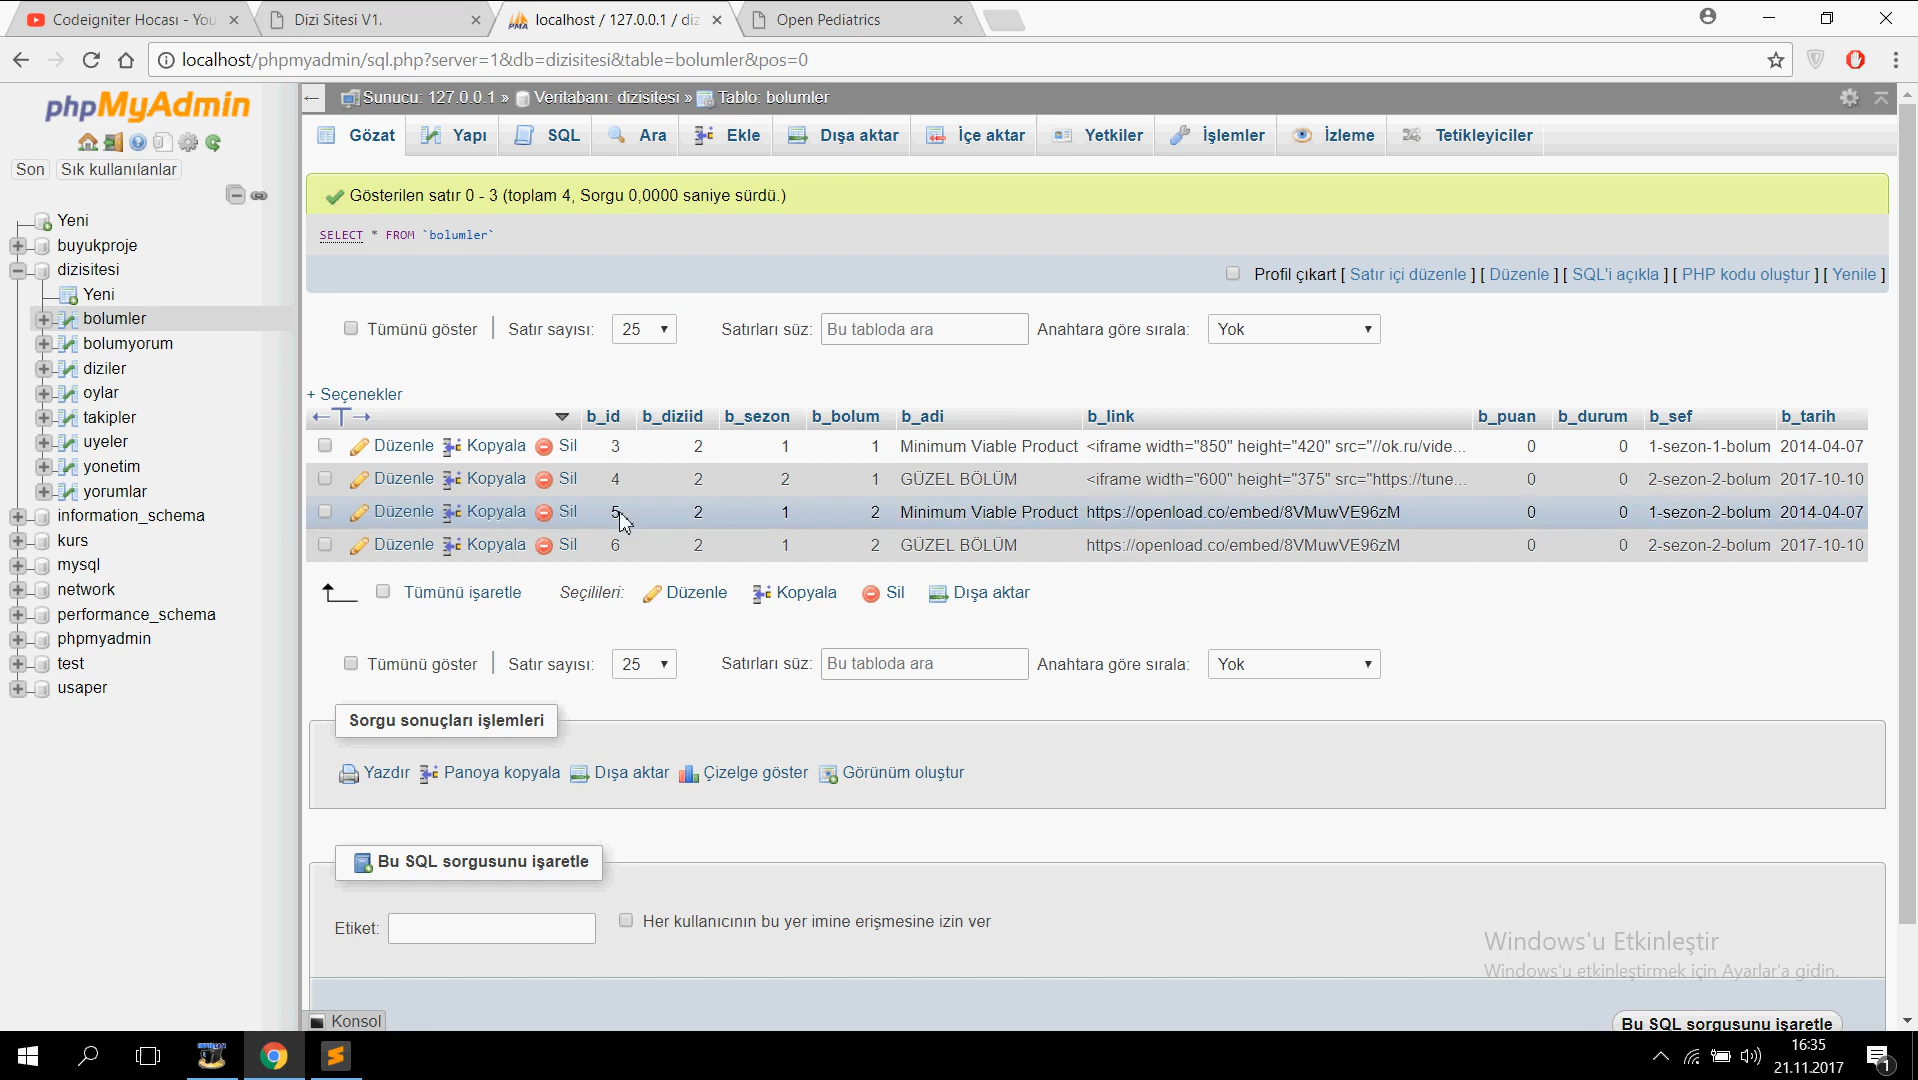 Codeigniter Hocası - You
Dizi Sitesi V1.
localhost / 127.0.0.1 / diz
Open Pediatrics
localhost/phpmyadmin/sql.php?server=1&db=dizisitesi&table=bolumler&pos=0
phpMyAdmin
Son
Sık kullanılanlar
Yeni
buyukproje
dizisitesi
Yeni
bolumler
bolumyorum
diziler
oylar
takipler
uyeler
yonetim
yorumlar
information_schema
kurs
mysql
network
performance_schema
phpmyadmin
test
usaper
Sunucu: 127.0.0.1 » Veritabanı: dizisitesi » Tablo: bolumler
Gözat Yapı SQL Ara Ekle Dışa aktar İçe aktar Yetkiler İşlemler İzleme Tetikleyiciler
Gösterilen satır 0 - 3 (toplam 4, Sorgu 0,0000 saniye sürdü.)
SELECT * FROM `bolumler`
Profil çıkart [ Satır içi düzenle ] [ Düzenle ] [ SQL'i açıkla ] [ PHP kodu oluştur ] [ Yenile ]
Tümünü göster | Satır sayısı: 25 Satırları süz: Bu tabloda ara Anahtara göre sırala: Yok
+ Seçenekler
b_id b_diziid b_sezon b_bolum b_adi b_link b_puan b_durum b_sef b_tarih
Düzenle Kopyala Sil 3 2 1 1 Minimum Viable Product <iframe width="850" height="420" src="//ok.ru/vide... 0 0 1-sezon-1-bolum 2014-04-07
Düzenle Kopyala Sil 4 2 2 1 GÜZEL BÖLÜM <iframe width="600" height="375" src="https://tune... 0 0 2-sezon-2-bolum 2017-10-10
Düzenle Kopyala Sil 5 2 1 2 Minimum Viable Product https://openload.co/embed/8VMuwVE96zM 0 0 1-sezon-2-bolum 2014-04-07
Düzenle Kopyala Sil 6 2 1 2 GÜZEL BÖLÜM https://openload.co/embed/8VMuwVE96zM 0 0 2-sezon-2-bolum 2017-10-10
Tümünü işaretle Seçilileri: Düzenle Kopyala Sil Dışa aktar
Tümünü göster | Satır sayısı: 25 Satırları süz: Bu tabloda ara Anahtara göre sırala: Yok
Sorgu sonuçları işlemleri
Yazdır Panoya kopyala Dışa aktar Çizelge göster Görünüm oluştur
Bu SQL sorgusunu işaretle
Etiket: Her kullanıcının bu yer imine erişmesine izin ver
Windows'u Etkinleştir
Windows'u etkinleştirmek için Ayarlar'a gidin.
Konsol
Bu SQL sorgusunu işaretle
16:35
21.11.2017
1